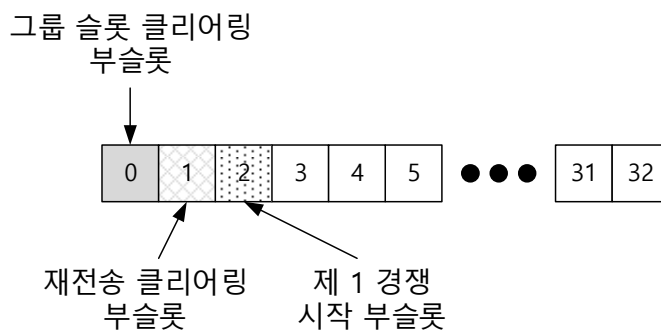 그룹 슬롯 클리어링
부슬롯
0 1 2 3 4 5 ●●● 31 32
재전송 클리어링
부슬롯
제 1 경쟁
시작 부슬롯